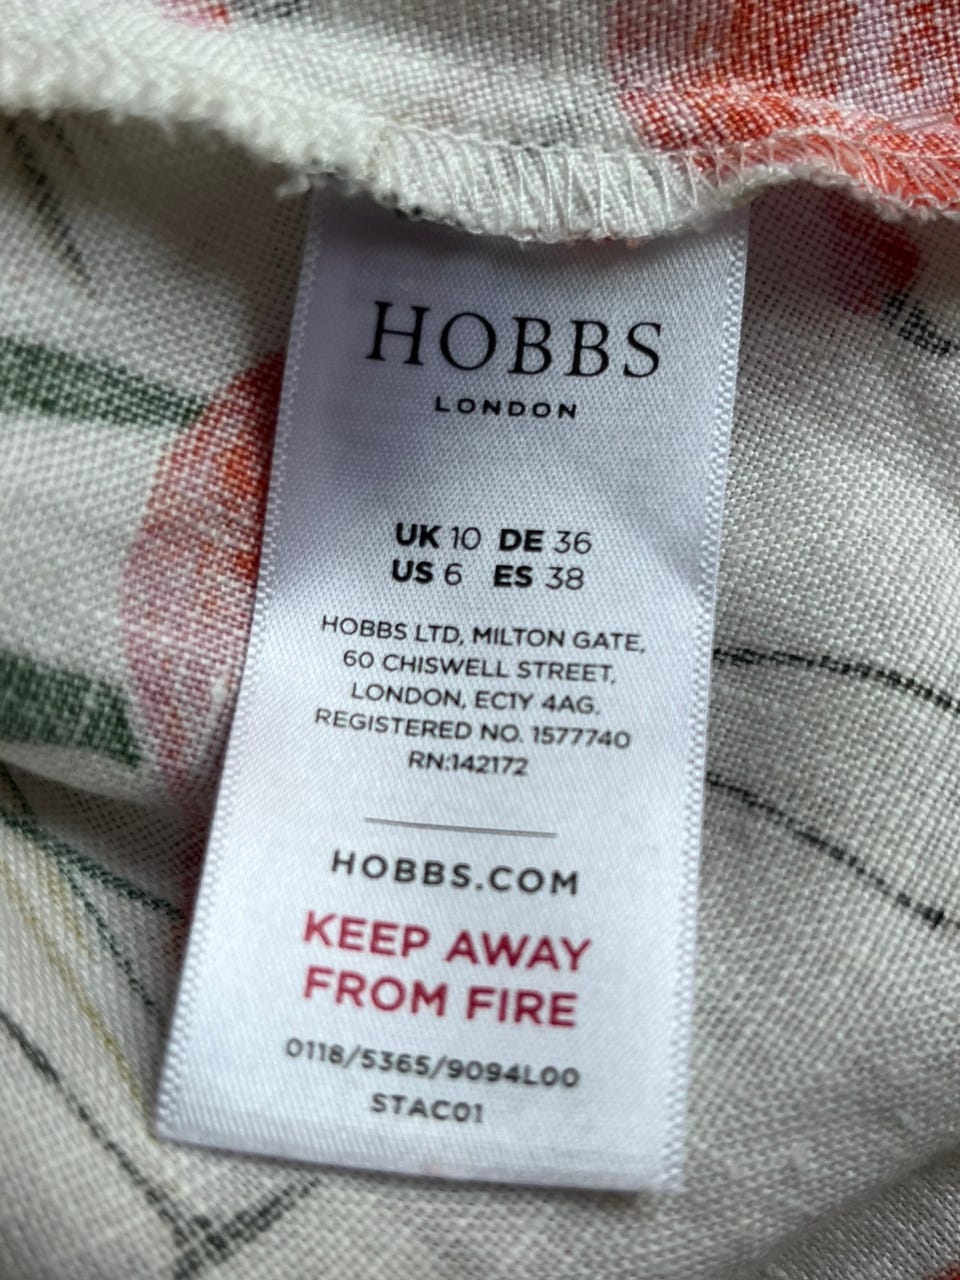 HOBBS
LONDON
UK 10 DE 36
US 6 ES 38
HOBBS LTD, MILTON GATE,
60 CHISWELL STREET,
LONDON, EC1Y 4AG.
REGISTERED NO. 1577740
RN:142172
HOBBS.COM
KEEP AWAY
FROM FIRE
0118/5365/9094L00
STAC01